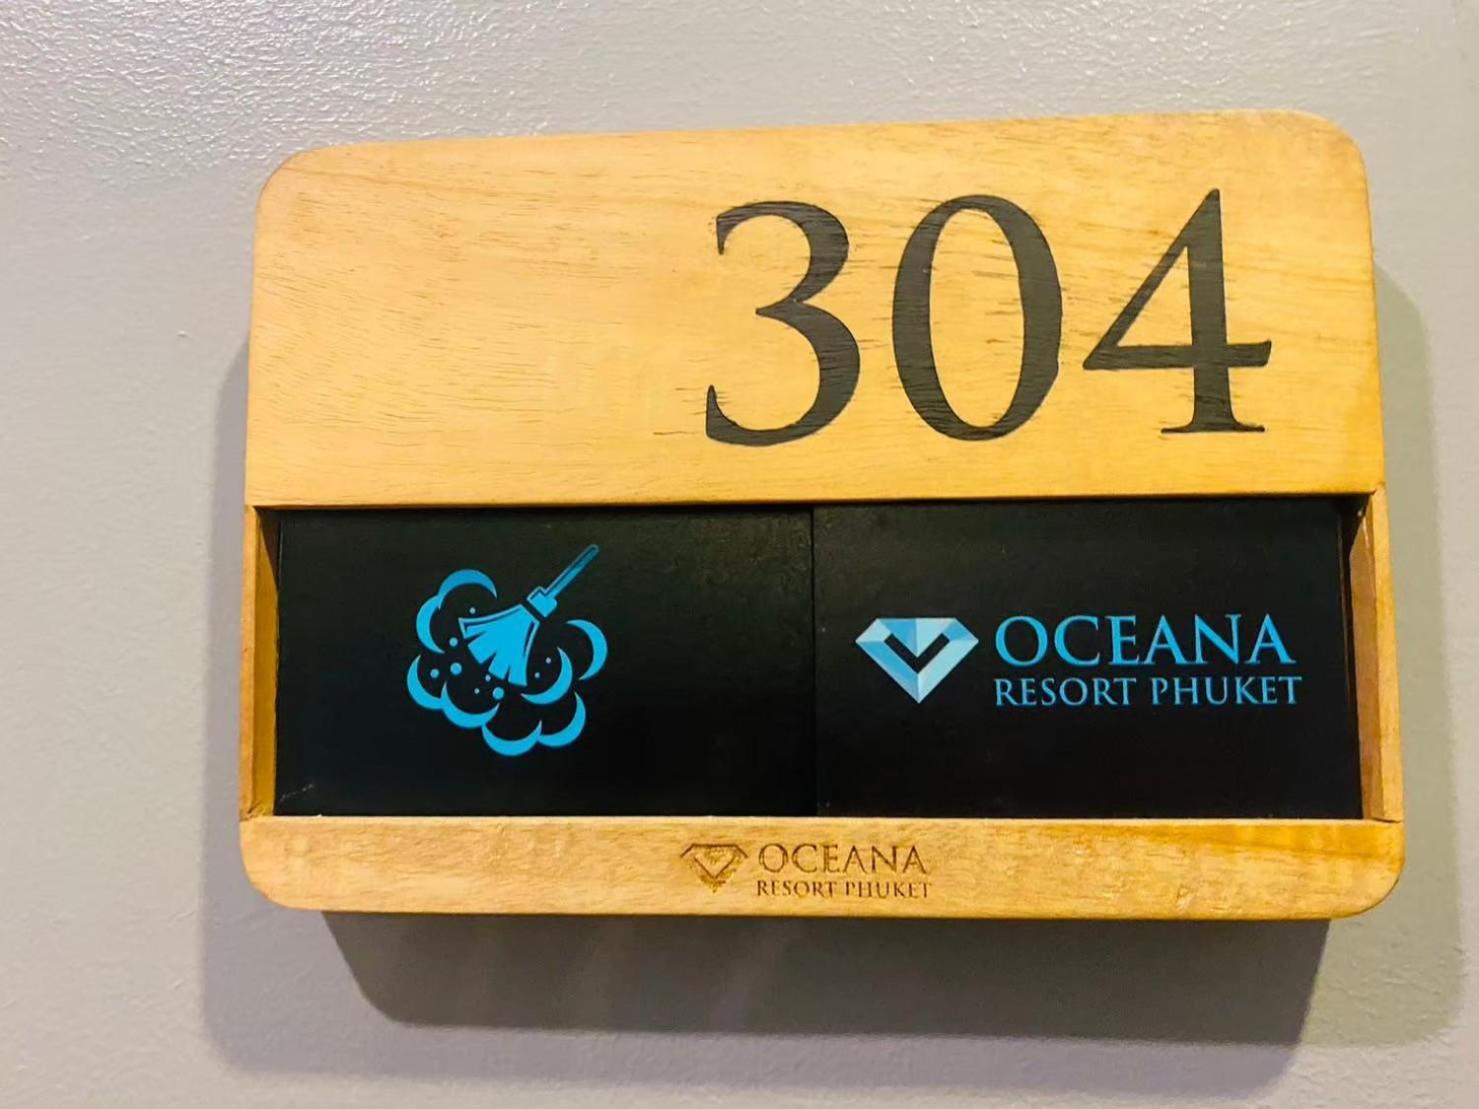 304
OCEANA
RESORT PHUKET
OCEANA
RESORT PHUKET